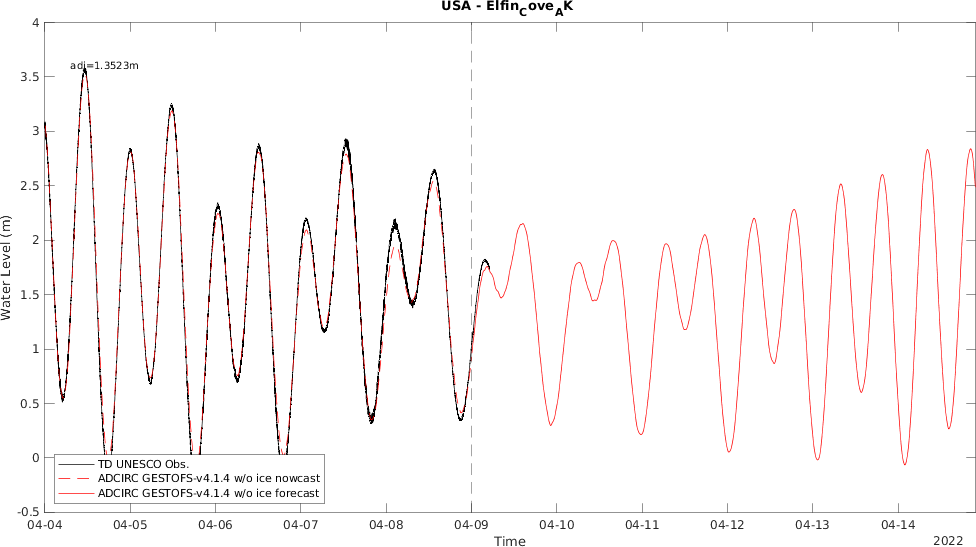 USA - ElfinCoveAK
4
adj=1.3523m
3.5
3
2.5
2
1.5
1
0.5
0
-0.5
Water Level (m)
TD UNESCO Obs.
ADCIRC GESTOFS-v4.1.4 w/o ice nowcast
ADCIRC GESTOFS-v4.1.4 w/o ice forecast
04-04 04-05 04-06 04-07 04-08 04-09 04-10 04-11 04-12 04-13 04-14
Time
2022